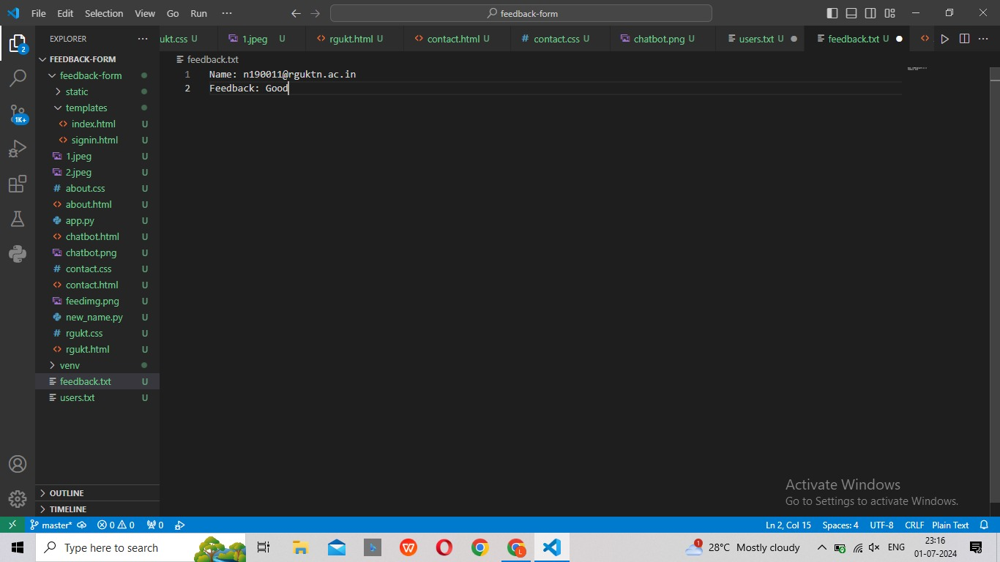 File Edit Selection View Go Run ··· feedback-form
EXPLORER ···
ukt.css U 1.jpeg U rgukt.html U contact.html U contact.css U chatbot.png U users.txt U feedback.txt U
FEEDBACK-FORM
feedback-form
static
templates
index.html U
signin.html U
1.jpeg U
2.jpeg U
about.css U
about.html U
app.py U
chatbot.html U
chatbot.png U
contact.css U
contact.html U
feedimg.png U
new_name.py U
rgukt.css U
rgukt.html U
venv
feedback.txt U
users.txt U
OUTLINE
TIMELINE
2
1K+
feedback.txt
1 Name: n190011@rguktn.ac.in
2 Feedback: Good
Activate Windows
Go to Settings to activate Windows.
master* 0 0 0 Ln 2, Col 15 Spaces: 4 UTF-8 CRLF Plain Text
Type here to search W L 1 28°C Mostly cloudy ENG 23:16
01-07-2024